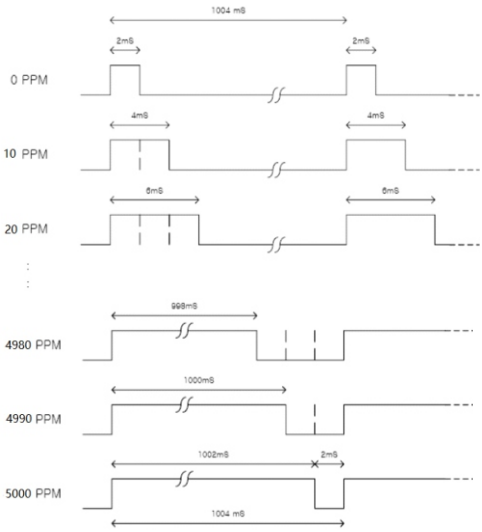 1004 mS
2mS 2mS
0 PPM
4mS 4mS
10 PPM
6mS 6mS
20 PPM
:
:
998mS
4980 PPM
1000mS
4990 PPM
1002mS 2mS
5000 PPM
1004 mS